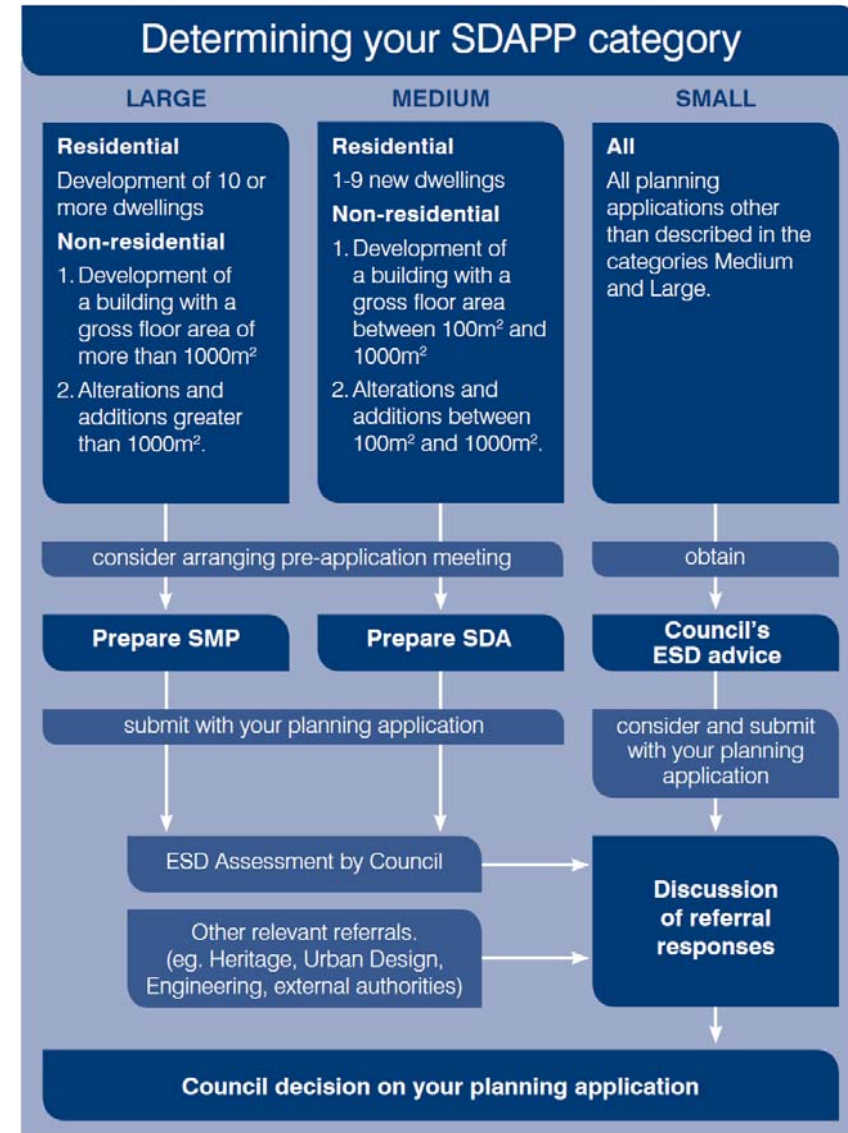 Determining your SDAPP category
LARGE
MEDIUM
SMALL
Residential
Development of 10 or
more dwellings
Non-residential
1. Development of
a building with a
gross floor area of
more than 1000m²
2. Alterations and
additions greater
than 1000m².
Residential
1-9 new dwellings
Non-residential
1. Development of
a building with a
gross floor area
between 100m² and
1000m²
2. Alterations and
additions between
100m² and 1000m².
All
All planning
applications other
than described in the
categories Medium
and Large.
consider arranging pre-application meeting
obtain
Prepare SMP
Prepare SDA
Council's
ESD advice
submit with your planning application
consider and submit
with your planning
application
ESD Assessment by Council
Other relevant referrals.
(eg. Heritage, Urban Design,
Engineering, external authorities)
Discussion
of referral
responses
Council decision on your planning application